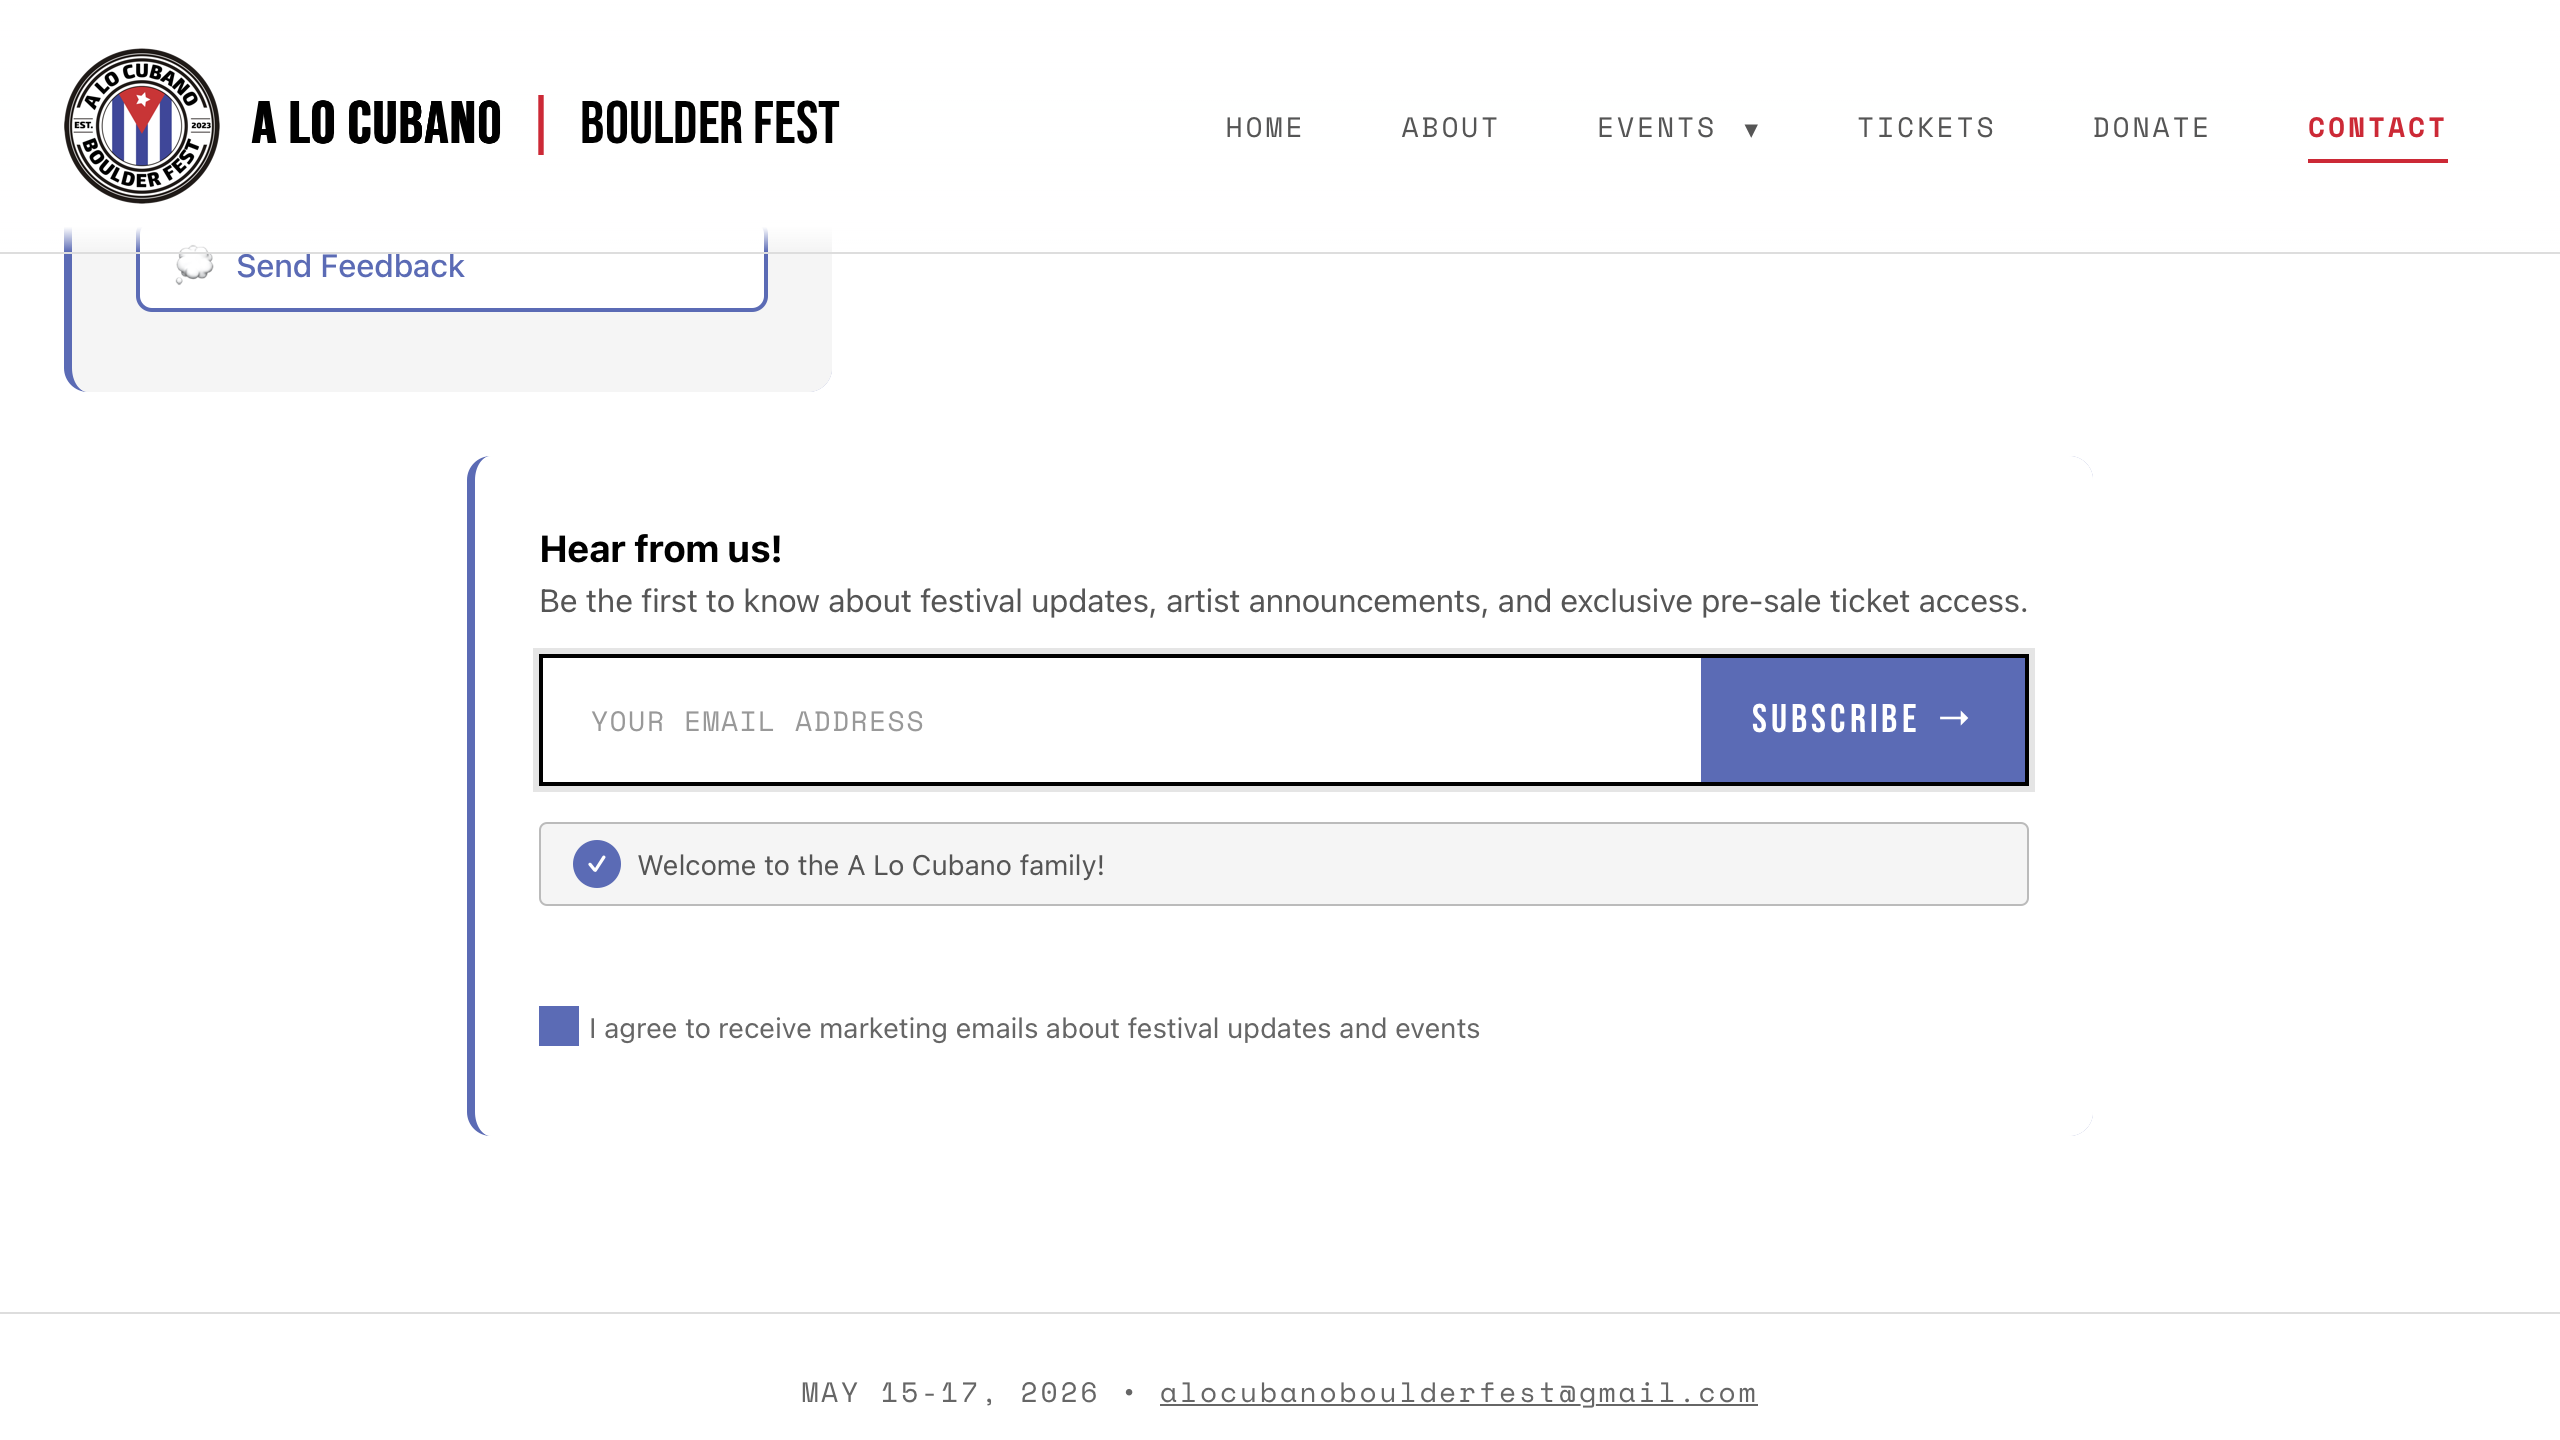 A LO CUBANO
EST. 2023
BOULDER FEST
A LO CUBANO | BOULDER FEST
HOME ABOUT EVENTS ▼ TICKETS DONATE CONTACT
Send Feedback
Hear from us!
Be the first to know about festival updates, artist announcements, and exclusive pre-sale ticket access.
YOUR EMAIL ADDRESS SUBSCRIBE →
Welcome to the A Lo Cubano family!
I agree to receive marketing emails about festival updates and events
MAY 15-17, 2026 • alocubanoboulderfest@gmail.com